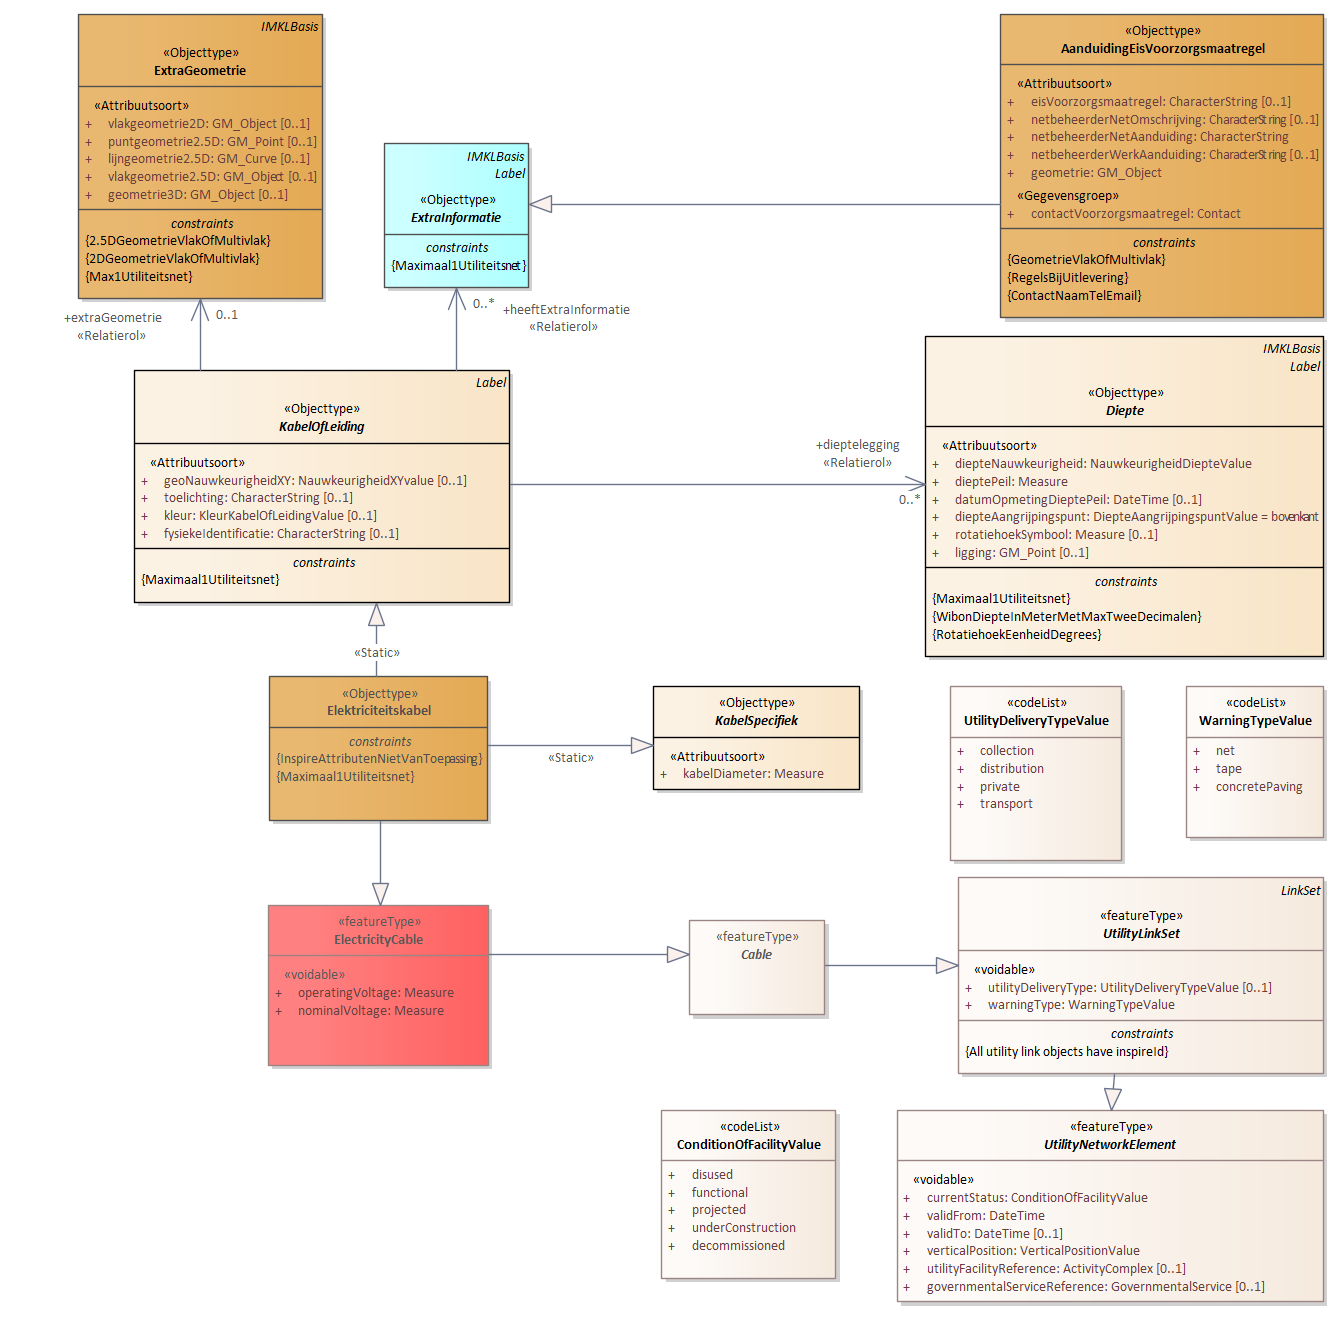 IMKLBasis
«Objecttype»
ExtraGeometrie
«Attribuutsoort»
+ vlakgeometrie2D: GM_Object [0..1]
+ puntgeometrie2.5D: GM_Point [0..1]
+ lijngeometrie2.5D: GM_Curve [0..1]
+ vlakgeometrie2.5D: GM_Object [0..1]
+ geometrie3D: GM_Object [0..1]
constraints
{2.5DGeometrieVlakOfMultivlak}
{2DGeometrieVlakOfMultivlak}
{Max1Utiliteitsnet}
IMKLBasis
Label
«Objecttype»
ExtraInformatie
constraints
{Maximaal1Utiliteitsnet}
«Objecttype»
AanduidingEisVoorzorgsmaatregel
«Attribuutsoort»
+ eisVoorzorgsmaatregel: CharacterString [0..1]
+ netbeheerderNetOmschrijving: CharacterString [0..1]
+ netbeheerderNetAanduiding: CharacterString
+ netbeheerderWerkAanduiding: CharacterString [0..1]
+ geometrie: GM_Object
«Gegevensgroep»
+ contactVoorzorgsmaatregel: Contact
constraints
{GeometrieVlakOfMultivlak}
{RegelsBijUitlevering}
{ContactNaamTelEmail}
+extraGeometrie
«Relatierol»
0..1
0..*
+heeftExtraInformatie
«Relatierol»
Label
«Objecttype»
KabelOfLeiding
«Attribuutsoort»
+ geoNauwkeurigheidXY: NauwkeurigheidXYvalue [0..1]
+ toelichting: CharacterString [0..1]
+ kleur: KleurKabelOfLeidingValue [0..1]
+ fysiekeIdentificatie: CharacterString [0..1]
constraints
{Maximaal1Utiliteitsnet}
+dieptelegging
«Relatierol»
0..*
IMKLBasis
Label
«Objecttype»
Diepte
«Attribuutsoort»
+ diepteNauwkeurigheid: NauwkeurigheidDiepteValue
+ dieptePeil: Measure
+ datumOpmetingDieptePeil: DateTime [0..1]
+ diepteAangrijpingspunt: DiepteAangrijpingspuntValue = bovenkant
+ rotatiehoekSymbool: Measure [0..1]
+ ligging: GM_Point [0..1]
constraints
{Maximaal1Utiliteitsnet}
{WibonDiepteInMeterMetMaxTweeDecimalen}
{RotatiehoekEenheidDegrees}
«Static»
«Objecttype»
Elektriciteitskabel
constraints
{InspireAttributenNietVanToepassing}
{Maximaal1Utiliteitsnet}
«Static»
«Objecttype»
KabelSpecifiek
«Attribuutsoort»
+ kabelDiameter: Measure
«codeList»
UtilityDeliveryTypeValue
+ collection
+ distribution
+ private
+ transport
«codeList»
WarningTypeValue
+ net
+ tape
+ concretePaving
«featureType»
ElectricityCable
«voidable»
+ operatingVoltage: Measure
+ nominalVoltage: Measure
«featureType»
Cable
LinkSet
«featureType»
UtilityLinkSet
«voidable»
+ utilityDeliveryType: UtilityDeliveryTypeValue [0..1]
+ warningType: WarningTypeValue
constraints
{All utility link objects have inspireId}
«codeList»
ConditionOfFacilityValue
+ disused
+ functional
+ projected
+ underConstruction
+ decommissioned
«featureType»
UtilityNetworkElement
«voidable»
+ currentStatus: ConditionOfFacilityValue
+ validFrom: DateTime
+ validTo: DateTime [0..1]
+ verticalPosition: VerticalPositionValue
+ utilityFacilityReference: ActivityComplex [0..1]
+ governmentalServiceReference: GovernmentalService [0..1]